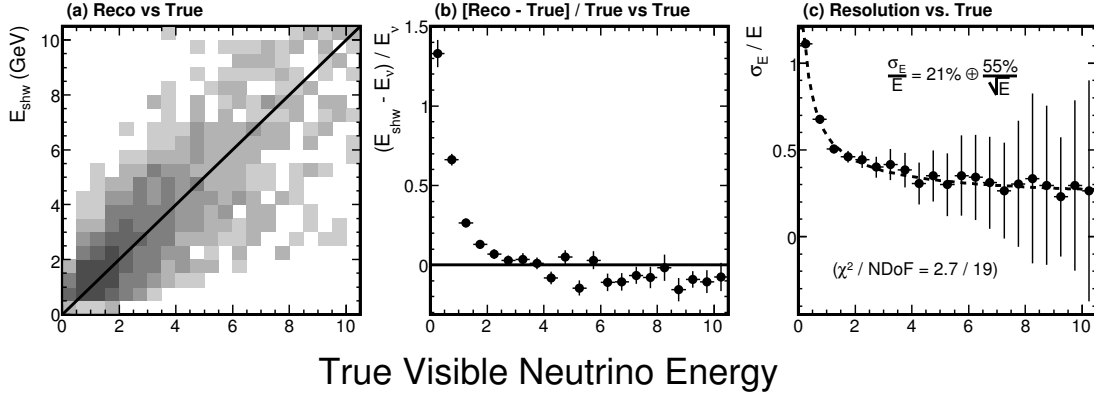 (a) Reco vs True
E_shw (GeV)
10
8
6
4
2
0
0 2 4 6 8 10
(b) [Reco - True] / True vs True
(E_shw - E_ν) / E_ν
1.5
1
0.5
0
0 2 4 6 8 10
(c) Resolution vs. True
σ_E / E
1
0.5
0
σ_E/E = 21% ⊕ 55%/√E
(χ² / NDoF = 2.7 / 19)
0 2 4 6 8 10
True Visible Neutrino Energy